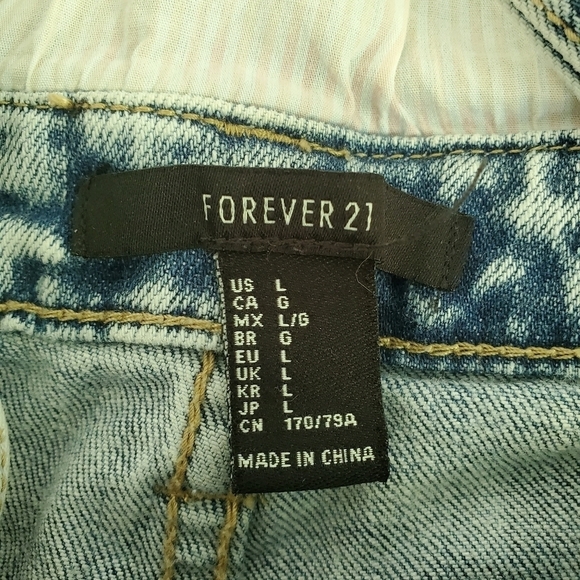 FOREVER 21
US L
CA G
MX L/G
BR G
EU L
UK L
KR L
JP L
CN 170/79A
MADE IN CHINA